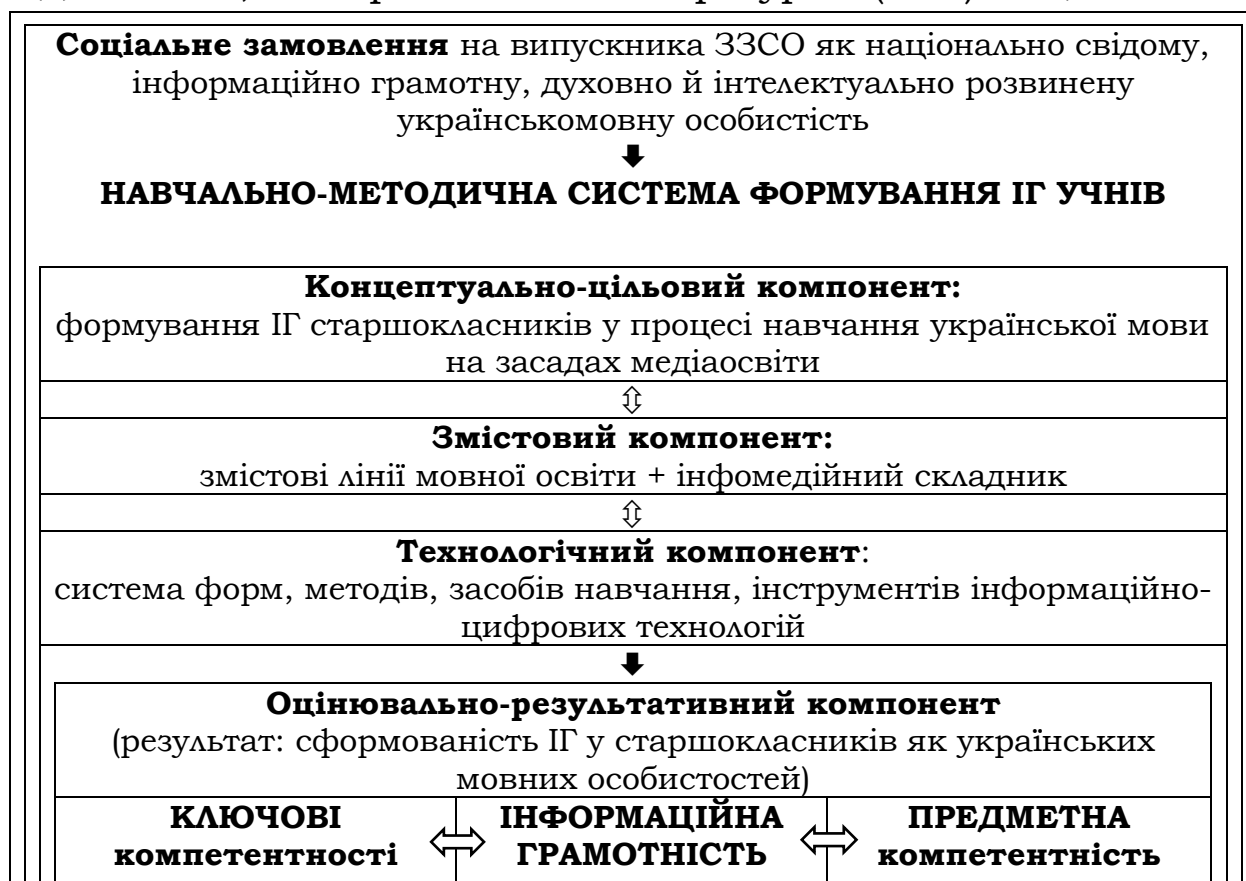 Соціальне замовлення на випускника ЗЗСО як національно свідому,
інформаційно грамотну, духовно й інтелектуально розвинену
українськомовну особистість
НАВЧАЛЬНО-МЕТОДИЧНА СИСТЕМА ФОРМУВАННЯ ІГ УЧНІВ
Концептуально-цільовий компонент:
формування ІГ старшокласників у процесі навчання української мови
на засадах медіаосвіти
Змістовий компонент:
змістові лінії мовної освіти + інфомедійний складник
Технологічний компонент:
система форм, методів, засобів навчання, інструментів інформаційно-
цифрових технологій
Оцінювально-результативний компонент
(результат: сформованість ІГ у старшокласників як українських
мовних особистостей)
КЛЮЧОВІ
компетентності
ІНФОРМАЦІЙНА
ГРАМОТНІСТЬ
ПРЕДМЕТНА
компетентність